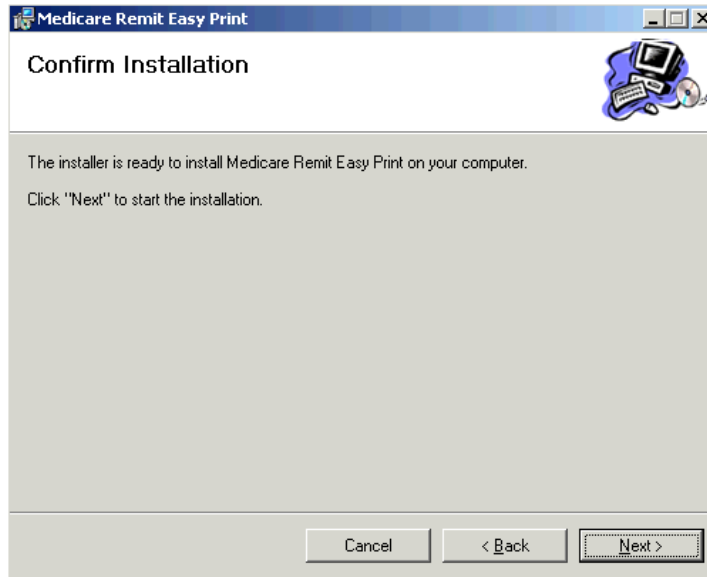 Medicare Remit Easy Print
Confirm Installation
The installer is ready to install Medicare Remit Easy Print on your computer.
Click "Next" to start the installation.
Cancel
< Back
Next >